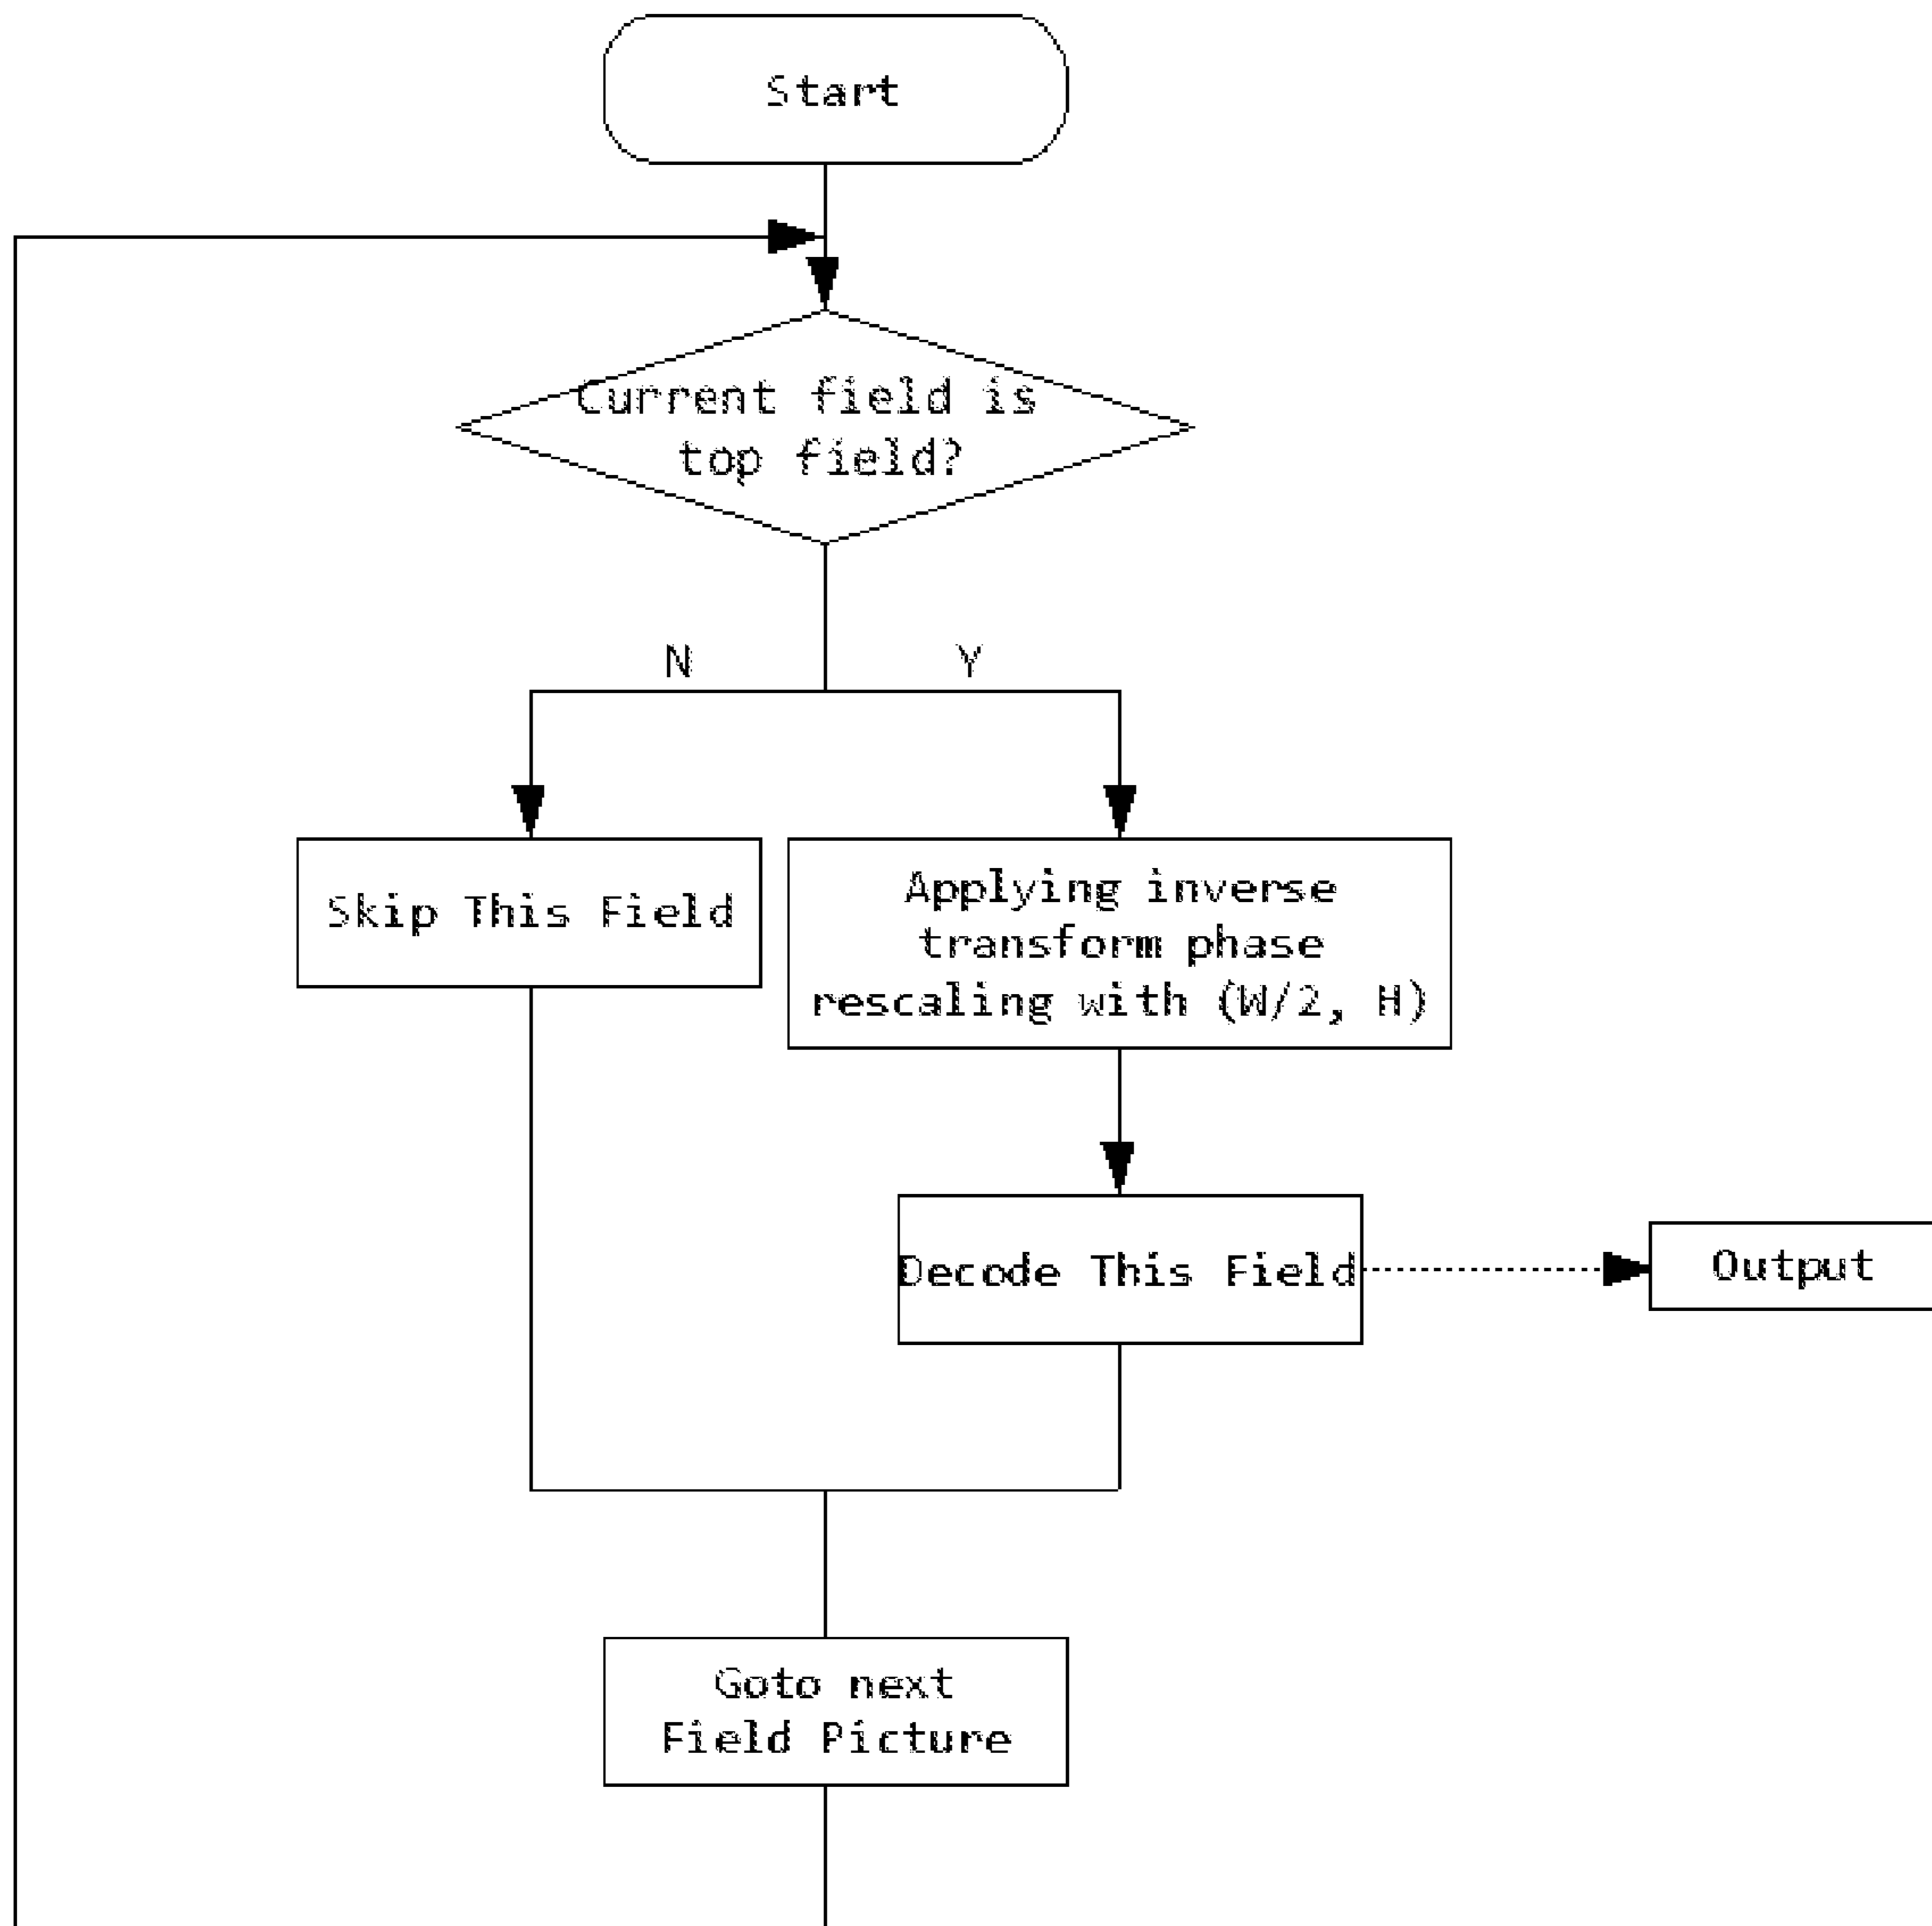 Start
Current field is
top field?
N
Y
Skip This Field
Applying inverse
transform phase
rescaling with (W/2, H)
Decode This Field
Output
Goto next
Field Picture